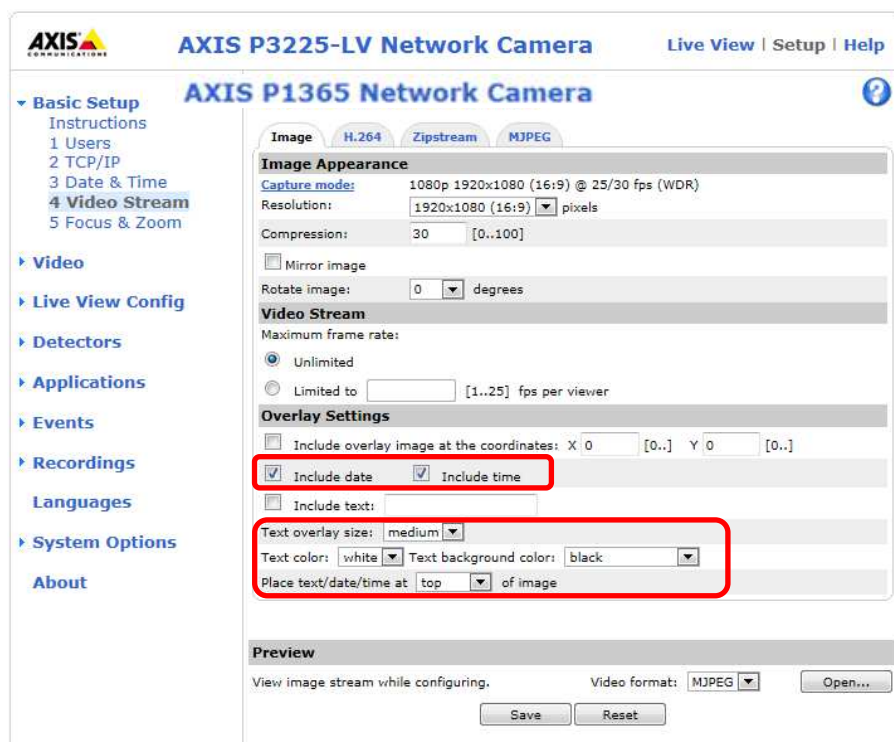 AXIS
COMMUNICATIONS
AXIS P3225-LV Network Camera
Live View | Setup | Help
AXIS P1365 Network Camera
?
Basic Setup
Instructions
1 Users
2 TCP/IP
3 Date & Time
4 Video Stream
5 Focus & Zoom
Video
Live View Config
Detectors
Applications
Events
Recordings
Languages
System Options
About
Image H.264 Zipstream MJPEG
Image Appearance
Capture mode: 1080p 1920x1080 (16:9) @ 25/30 fps (WDR)
Resolution: 1920x1080 (16:9) pixels
Compression: 30 [0..100]
Mirror image
Rotate image: 0 degrees
Video Stream
Maximum frame rate:
Unlimited
Limited to [1..25] fps per viewer
Overlay Settings
Include overlay image at the coordinates: X 0 [0..] Y 0 [0..]
Include date Include time
Include text:
Text overlay size: medium
Text color: white Text background color: black
Place text/date/time at top of image
Preview
View image stream while configuring. Video format: MJPEG Open...
Save Reset